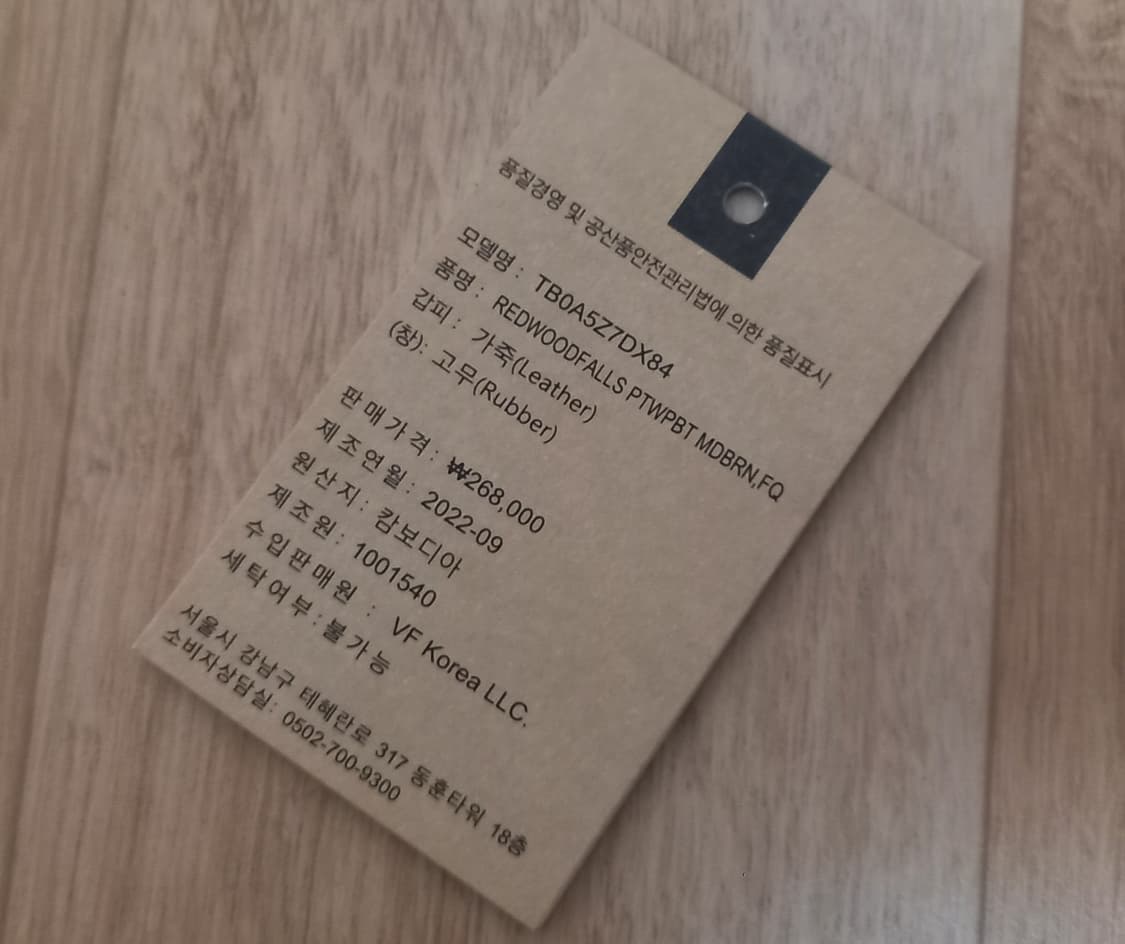 품질경영 및 공산품안전관리법에 의한 품질표시
모델명 : TB0A5Z7DX84
품명 : REDWOODFALLS PTWPBT MDBRN,FQ
갑피 : 가죽(Leather)
(창): 고무(Rubber)
판매가격 : ₩268,000
제조연월 : 2022-09
원산지 : 캄보디아
제조원 : 1001540
수입판매원 : VF Korea LLC.
세탁여부 : 불가능
서울시 강남구 테헤란로 317 동훈타워 18층
소비자상담실: 0502-700-9300